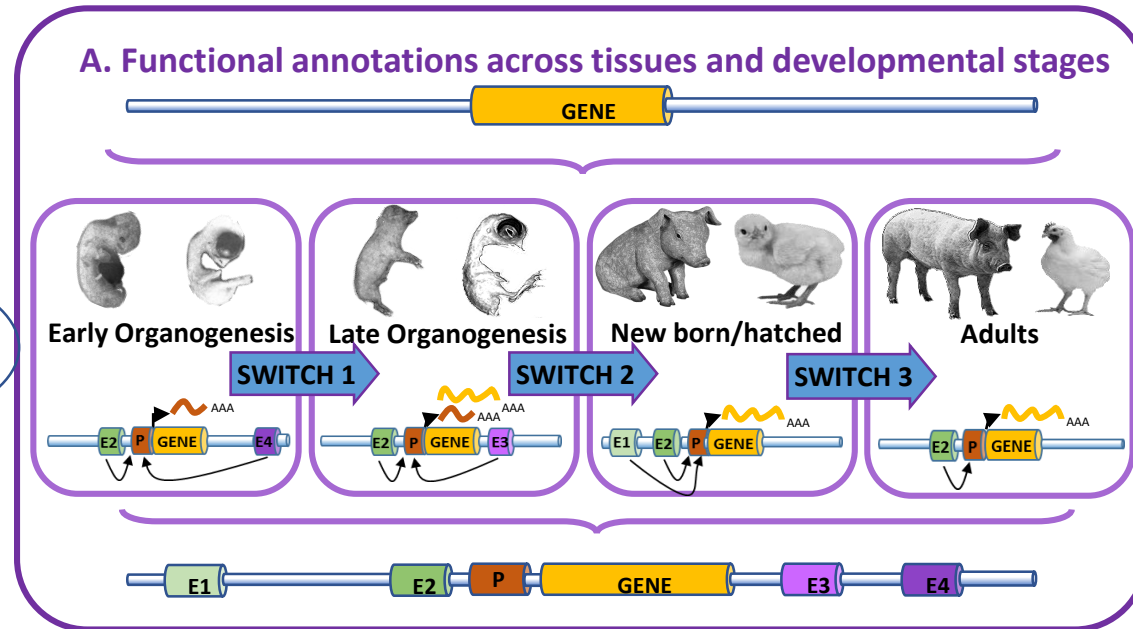 A. Functional annotations across tissues and developmental stages
GENE
Early Organogenesis
Late Organogenesis
New born/hatched
Adults
SWITCH 1
SWITCH 2
SWITCH 3
AAA
E2 P GENE E4
AAA
AAA
E2 P GENE E3
AAA
E1 E2 P GENE
AAA
E2 P GENE
E1 E2 P GENE E3 E4